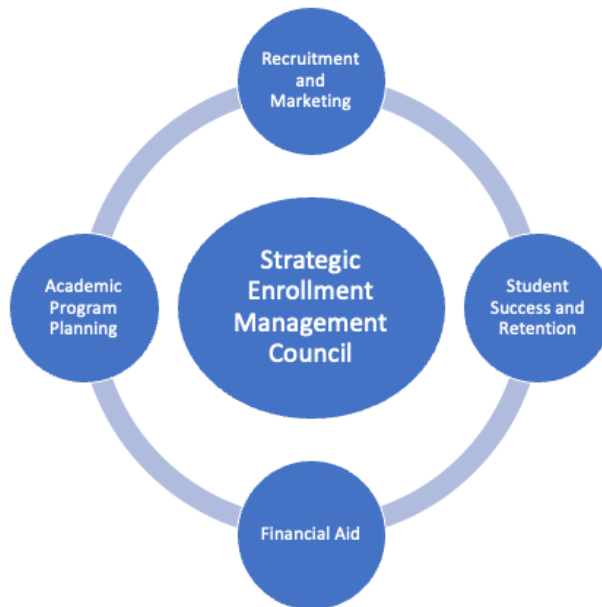 Recruitment
and
Marketing
Strategic
Enrollment
Management
Council
Academic
Program
Planning
Student
Success and
Retention
Financial Aid